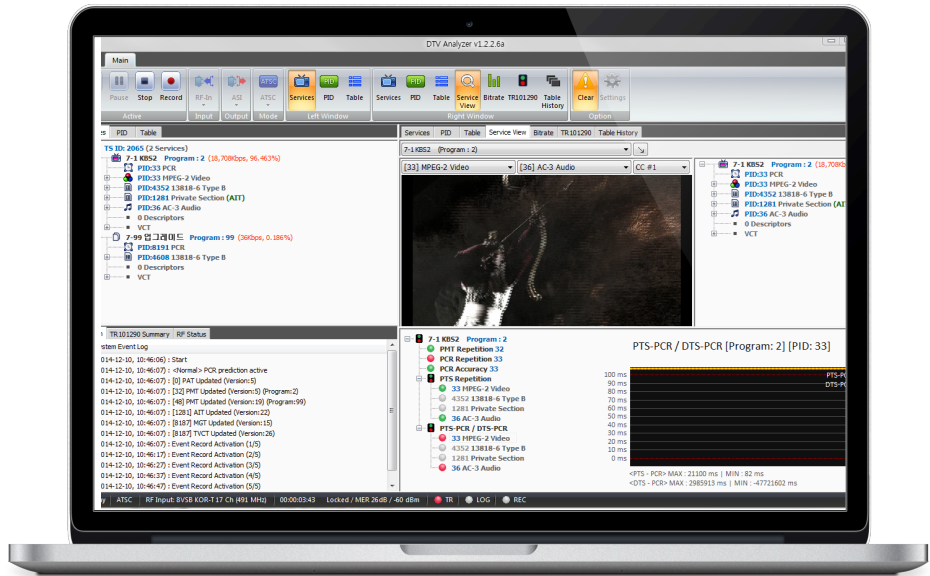 DTV Analyzer v1.2.2.6a
Main
Pause Stop Record RF-In ASI ATSC Services PID Table Services PID Table Service View Bitrate TR101290 Table History Clear Settings
Active Input Output Mode Left Window Right Window Option
PID Table
Services PID Table Service View Bitrate TR101290 Table History
TS ID: 2065 (2 Services)
7-1 KBS2 Program : 2 (18,708Kbps, 96.463%)
PID:33 PCR
PID:33 MPEG-2 Video
PID:4352 13818-6 Type B
PID:1281 Private Section (AIT)
PID:36 AC-3 Audio
0 Descriptors
VCT
7-99 업그레이드 Program : 99 (36Kbps, 0.186%)
PID:8191 PCR
PID:4608 13818-6 Type B
0 Descriptors
VCT
7-1 KBS2 (Program : 2)
[33] MPEG-2 Video [36] AC-3 Audio CC #1
7-1 KBS2 Program : 2 (18,708Kb
PID:33 PCR
PID:33 MPEG-2 Video
PID:4352 13818-6 Type B
PID:1281 Private Section (AI
PID:36 AC-3 Audio
0 Descriptors
VCT
TR101290 Summary RF Status
stem Event Log
014-12-10, 10:46:06) : Start
014-12-10, 10:46:07) : <Normal> PCR prediction active
014-12-10, 10:46:07) : [0] PAT Updated (Version:5)
014-12-10, 10:46:07) : [32] PMT Updated (Version:5) (Program:2)
014-12-10, 10:46:07) : [48] PMT Updated (Version:19) (Program:99)
014-12-10, 10:46:07) : [1281] AIT Updated (Version:22)
014-12-10, 10:46:07) : [8187] MGT Updated (Version:15)
014-12-10, 10:46:07) : [8187] TVCT Updated (Version:26)
014-12-10, 10:46:07) : Event Record Activation (1/5)
014-12-10, 10:46:17) : Event Record Activation (2/5)
014-12-10, 10:46:27) : Event Record Activation (3/5)
014-12-10, 10:46:37) : Event Record Activation (4/5)
014-12-10, 10:46:47) : Event Record Activation (5/5)
7-1 KBS2 Program : 2
PMT Repetition 32
PCR Repetition 33
PCR Accuracy 33
PTS Repetition
33 MPEG-2 Video
4352 13818-6 Type B
1281 Private Section
36 AC-3 Audio
PTS-PCR / DTS-PCR
33 MPEG-2 Video
4352 13818-6 Type B
1281 Private Section
36 AC-3 Audio
PTS-PCR / DTS-PCR [Program: 2] [PID: 33]
PTS-P
DTS-P
100 ms
90 ms
80 ms
70 ms
60 ms
50 ms
40 ms
30 ms
20 ms
10 ms
0 ms
<PTS - PCR> MAX : 21100 ms | MIN : 82 ms
<DTS - PCR> MAX : 2985913 ms | MIN : -47721602 ms
ATSC RF Input: 8VSB KOR-T 17 Ch (491 MHz) 00:00:03:43 Locked / MER 26dB / -60 dBm TR LOG REC